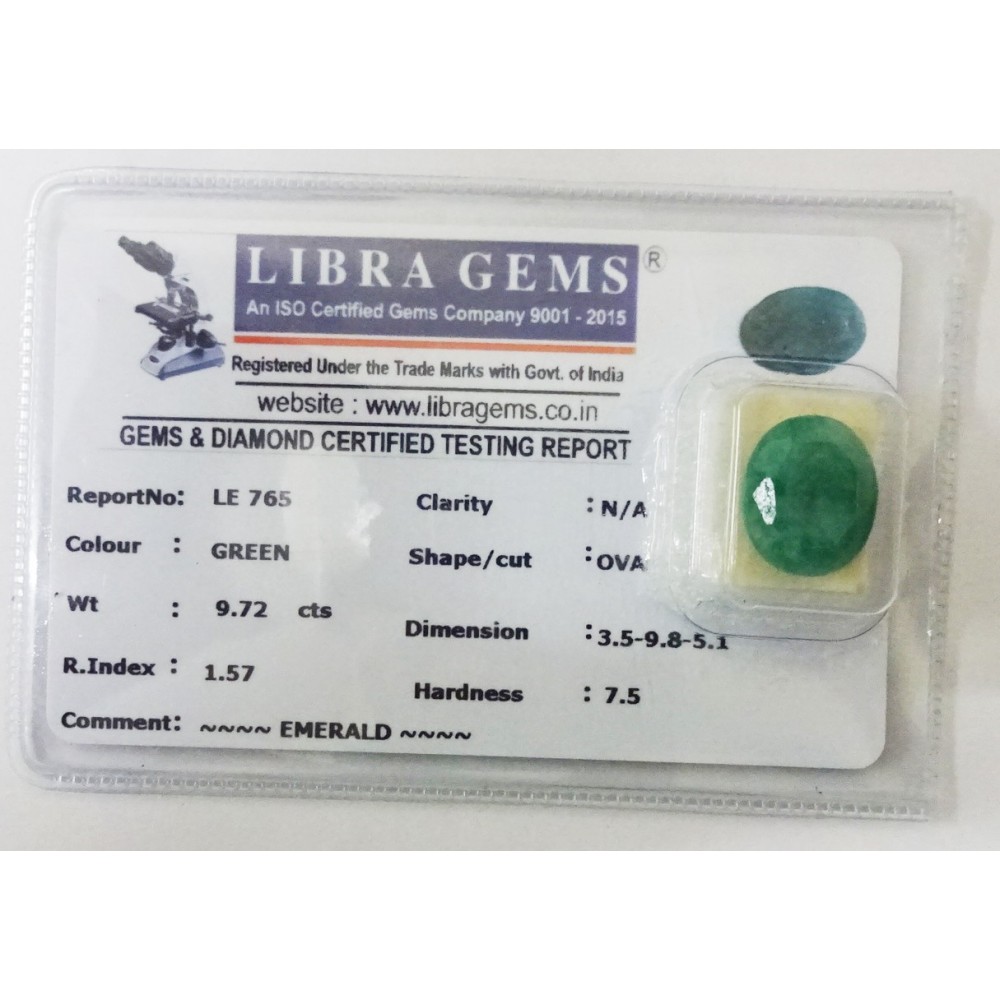 LIBRA GEMS ®
An ISO Certified Gems Company 9001 - 2015
Registered Under the Trade Marks with Govt. of India
website : www.libragems.co.in
GEMS & DIAMOND CERTIFIED TESTING REPORT
ReportNo: LE 765
Clarity : N/A
Colour : GREEN
Shape/cut : OVA
Wt : 9.72 cts
Dimension : 3.5-9.8-5.1
R.Index : 1.57
Hardness : 7.5
Comment: ~~~~ EMERALD ~~~~